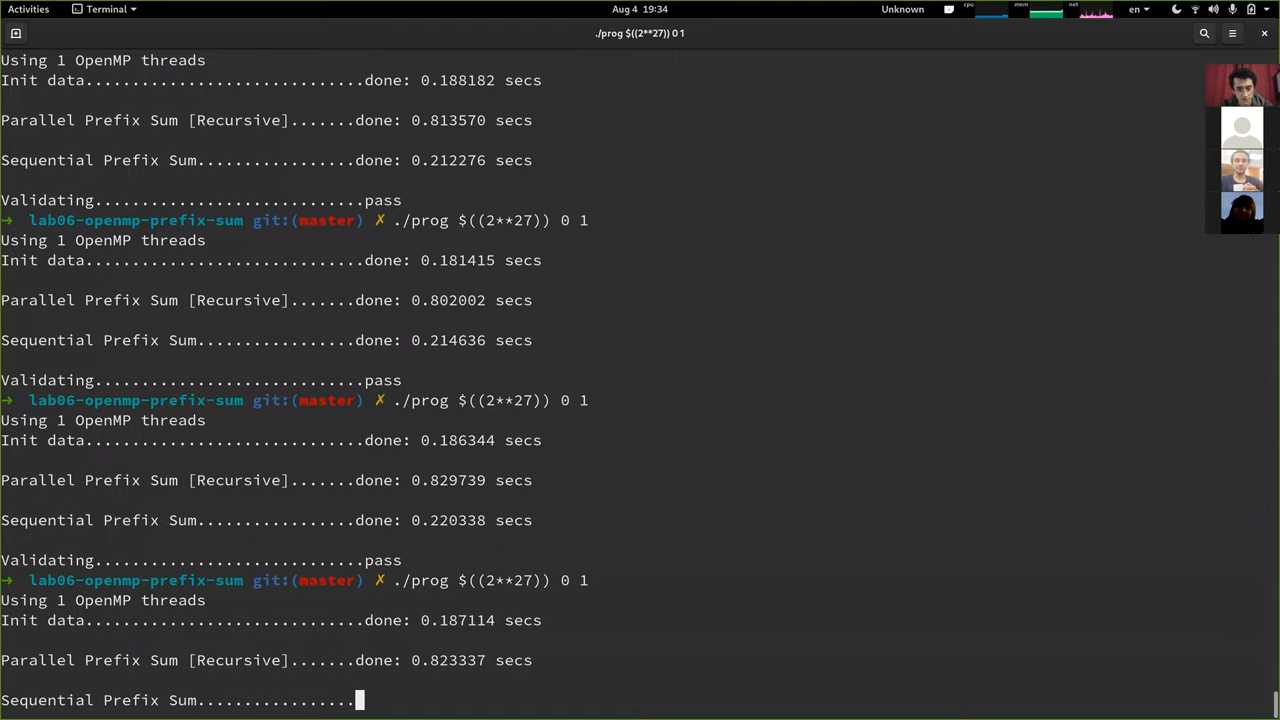 Activities Terminal Aug 4 19:34 Unknown cpu mem net en
./prog $((2**27)) 0 1
Using 1 OpenMP threads
Init data..............................done: 0.188182 secs
Parallel Prefix Sum [Recursive].......done: 0.813570 secs
Sequential Prefix Sum.................done: 0.212276 secs
Validating.............................pass
→ lab06-openmp-prefix-sum git:(master) ✗ ./prog $((2**27)) 0 1
Using 1 OpenMP threads
Init data..............................done: 0.181415 secs
Parallel Prefix Sum [Recursive].......done: 0.802002 secs
Sequential Prefix Sum.................done: 0.214636 secs
Validating.............................pass
→ lab06-openmp-prefix-sum git:(master) ✗ ./prog $((2**27)) 0 1
Using 1 OpenMP threads
Init data..............................done: 0.186344 secs
Parallel Prefix Sum [Recursive].......done: 0.829739 secs
Sequential Prefix Sum.................done: 0.220338 secs
Validating.............................pass
→ lab06-openmp-prefix-sum git:(master) ✗ ./prog $((2**27)) 0 1
Using 1 OpenMP threads
Init data..............................done: 0.187114 secs
Parallel Prefix Sum [Recursive].......done: 0.823337 secs
Sequential Prefix Sum.................